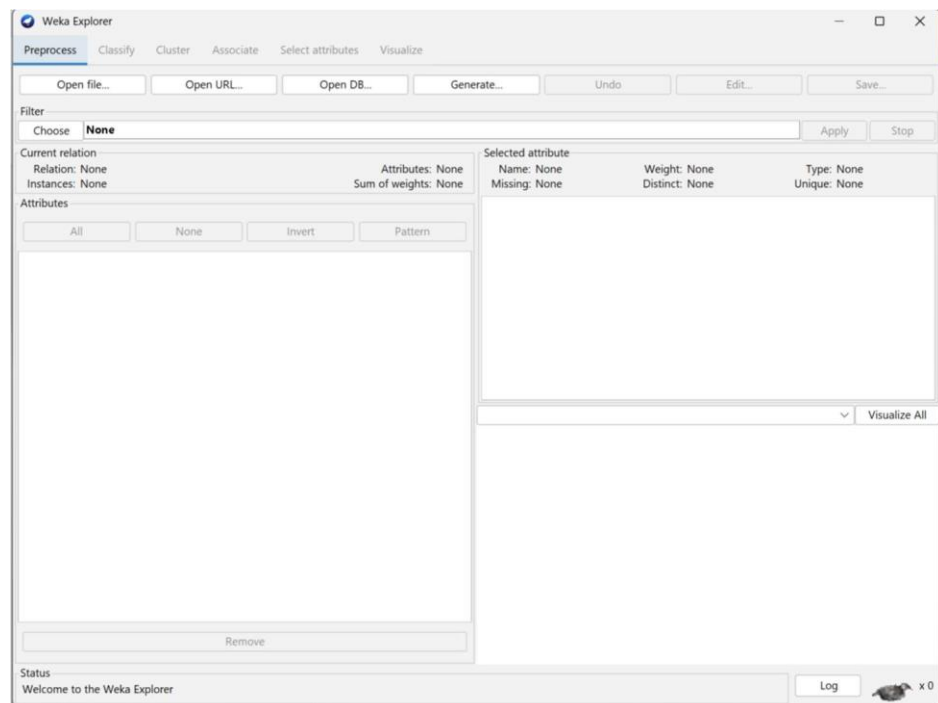 Weka Explorer
Preprocess Classify Cluster Associate Select attributes Visualize
Open file... Open URL... Open DB... Generate... Undo Edit... Save...
Filter
Choose None Apply Stop
Current relation
Relation: None Attributes: None
Instances: None Sum of weights: None
Selected attribute
Name: None Weight: None Type: None
Missing: None Distinct: None Unique: None
Attributes
All None Invert Pattern
Visualize All
Remove
Status
Welcome to the Weka Explorer
Log x 0